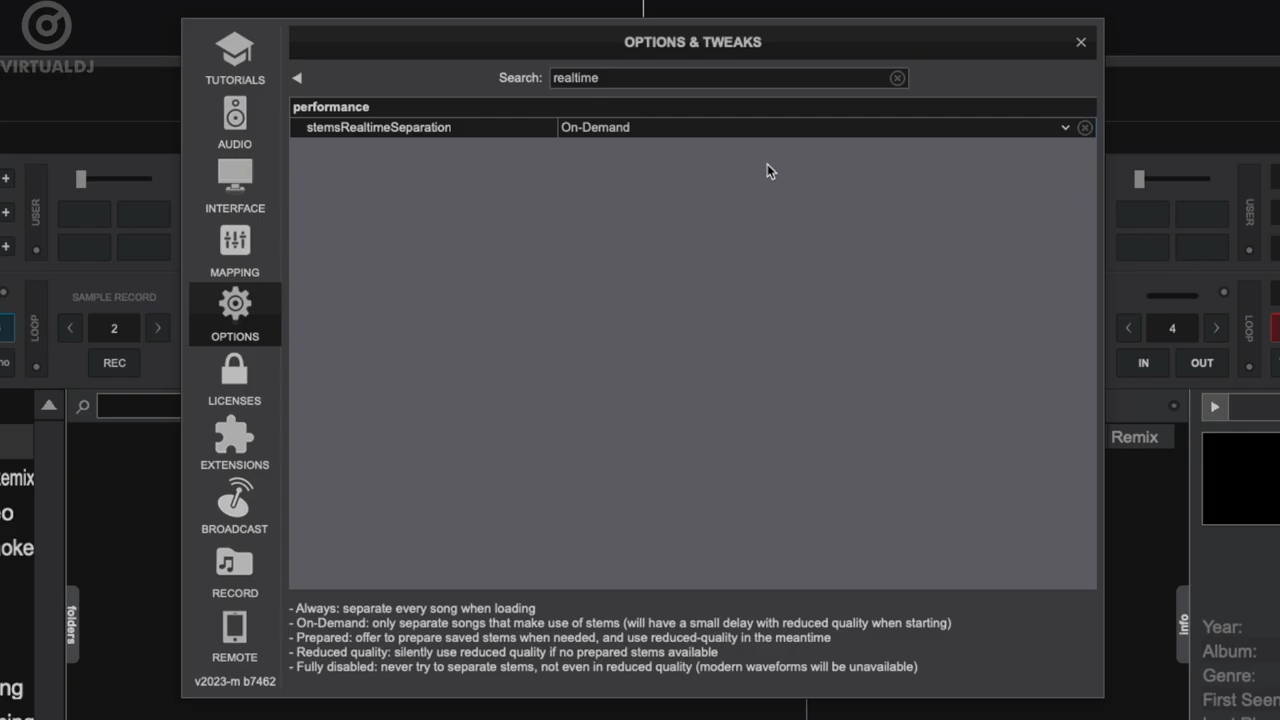 VIRTUALDJ
OPTIONS & TWEAKS
TUTORIALS
Search: realtime
performance
stemsRealtimeSeparation On-Demand
AUDIO
INTERFACE
MAPPING
OPTIONS
LICENSES
EXTENSIONS
BROADCAST
RECORD
REMOTE
v2023-m b7462
- Always: separate every song when loading
- On-Demand: only separate songs that make use of stems (will have a small delay with reduced quality when starting)
- Prepared: offer to prepare saved stems when needed, and use reduced-quality in the meantime
- Reduced quality: silently use reduced quality if no prepared stems available
- Fully disabled: never try to separate stems, not even in reduced quality (modern waveforms will be unavailable)
+
+
+
USER
SAMPLE RECORD
LOOP
2
REC
folders
USER
4
LOOP
IN OUT
Remix
Info
Year:
Album:
Genre:
First Seen